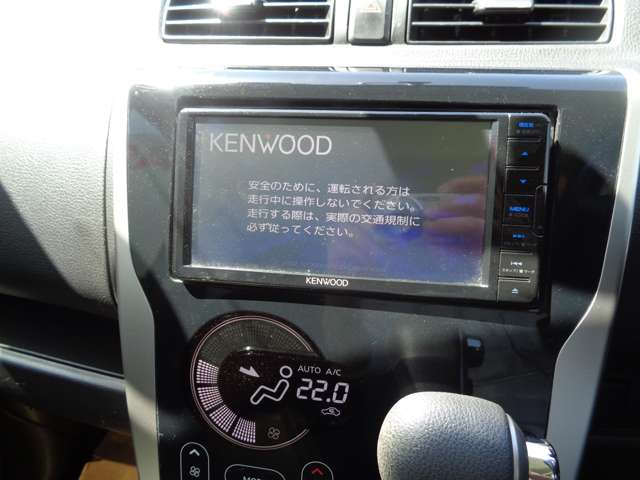 KENWOOD
安全のために、運転される方は
走行中に操作しないでください。
走行する際は、実際の交通規制に
必ず従ってください。
MENU
KENWOOD
AUTO A/C
22.0